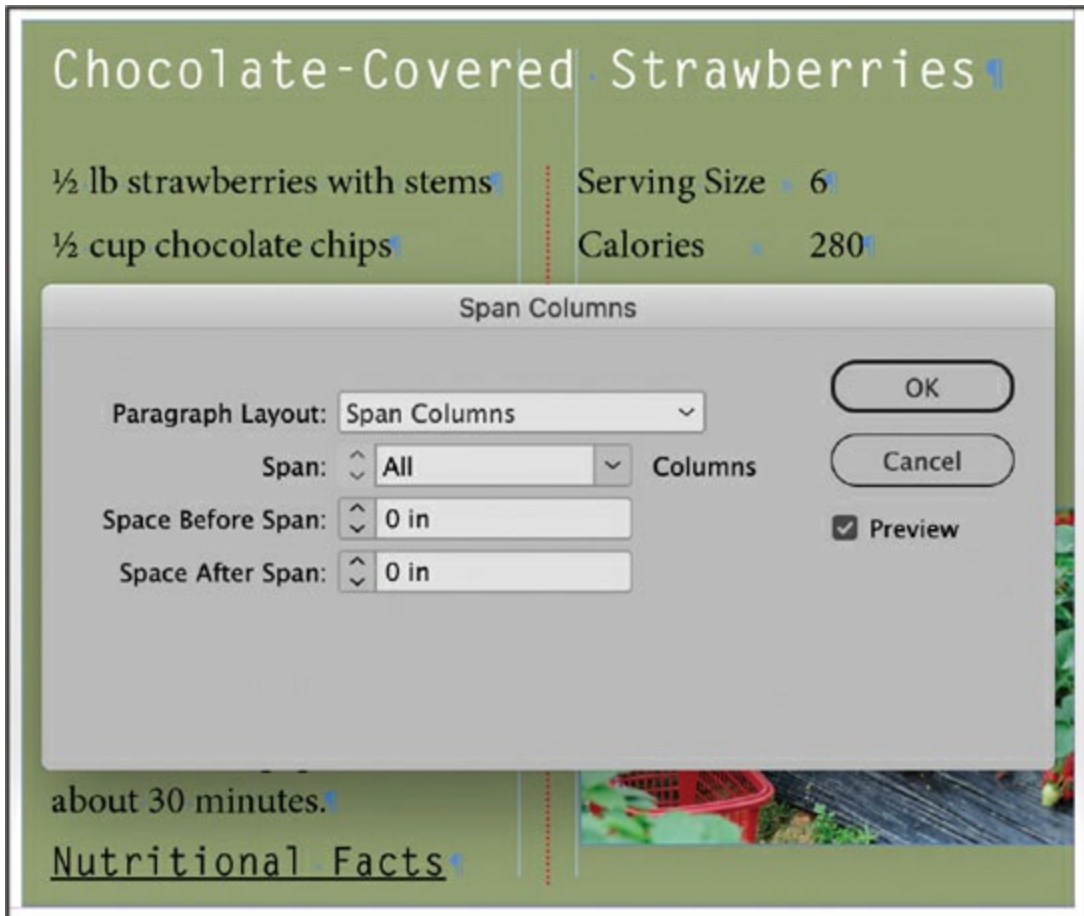 Chocolate-Covered Strawberries
½ lb strawberries with stems
½ cup chocolate chips
Serving Size 6
Calories 280
Span Columns
Paragraph Layout: Span Columns
Span: All Columns
Space Before Span: 0 in
Space After Span: 0 in
OK
Cancel
Preview
about 30 minutes.
Nutritional Facts